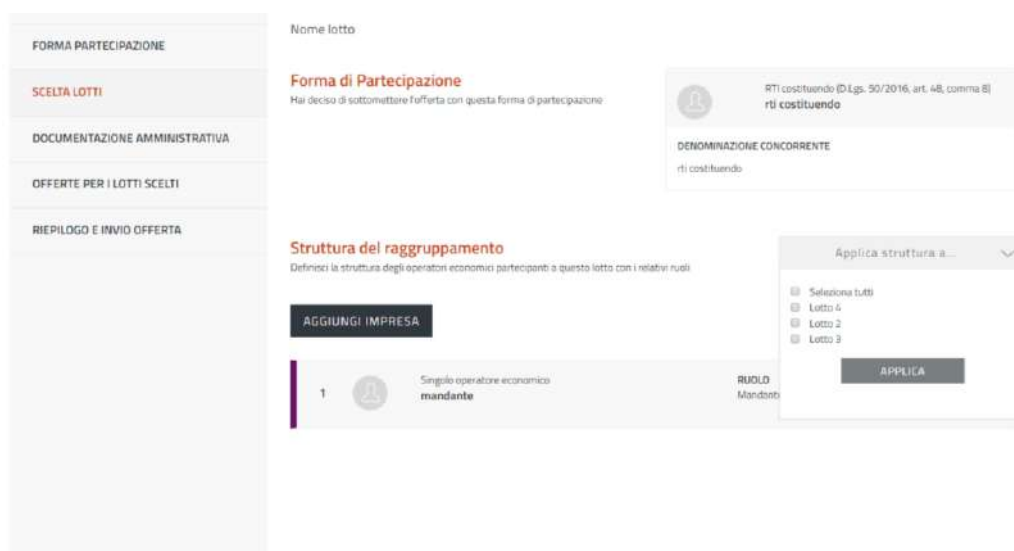 FORMA PARTECIPAZIONE
SCELTA LOTTI
DOCUMENTAZIONE AMMINISTRATIVA
OFFERTE PER I LOTTI SCELTI
RIEPILOGO E INVIO OFFERTA
Nome lotto
Forma di Partecipazione
Hai deciso di sottomettere l'offerta con questa forma di partecipazione
RTI costituendo (D.Lgs. 50/2016, art. 48, comma 8)
rti costituendo
DENOMINAZIONE CONCORRENTE
rti costituendo
Struttura del raggruppamento
Definisci la struttura degli operatori economici partecipanti a questo lotto con i relativi ruoli
Applica struttura a...
Seleziona tutti
Lotto 4
Lotto 2
Lotto 3
APPLICA
AGGIUNGI IMPRESA
1
Singolo operatore economico
mandante
RUOLO
Mandant